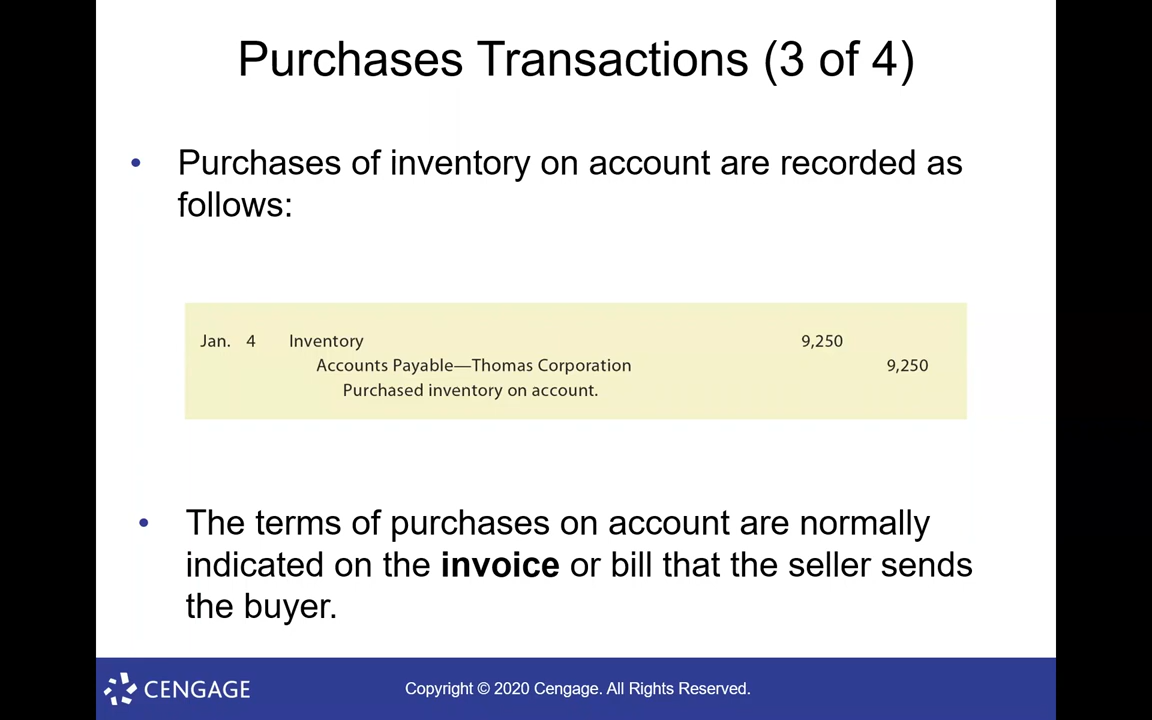 Purchases Transactions (3 of 4)
• Purchases of inventory on account are recorded as
follows:
Jan. 4 Inventory 9,250
Accounts Payable—Thomas Corporation 9,250
Purchased inventory on account.
• The terms of purchases on account are normally
indicated on the invoice or bill that the seller sends
the buyer.
CENGAGE Copyright © 2020 Cengage. All Rights Reserved.